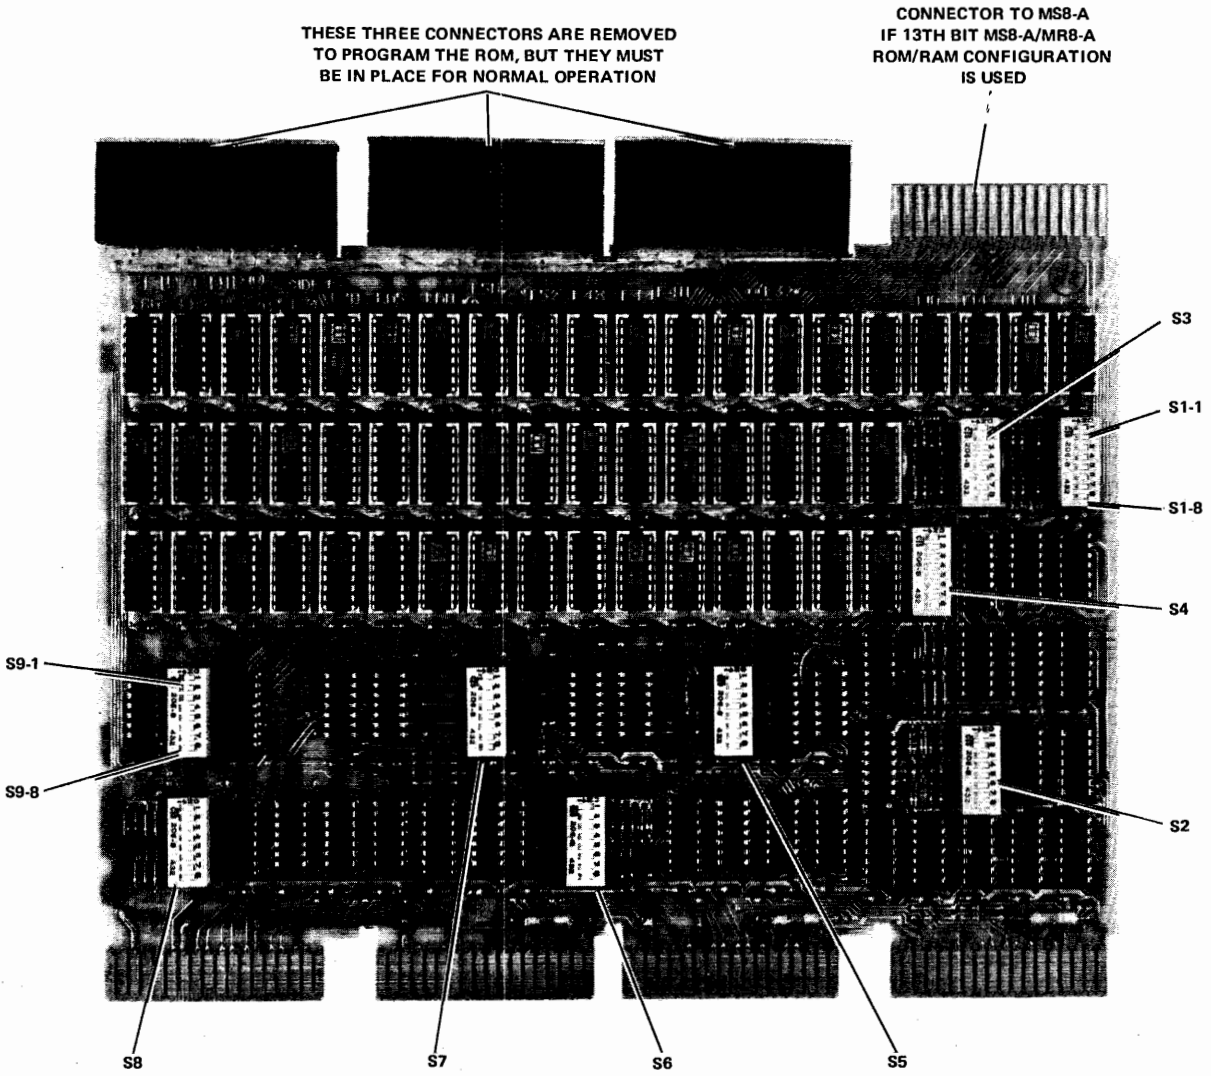 THESE THREE CONNECTORS ARE REMOVED
TO PROGRAM THE ROM, BUT THEY MUST
BE IN PLACE FOR NORMAL OPERATION
CONNECTOR TO MS8-A
IF 13TH BIT MS8-A/MR8-A
ROM/RAM CONFIGURATION
IS USED
S3
S1-1
S1-8
S4
S9-1
S9-8
S2
S8
S7
S6
S5